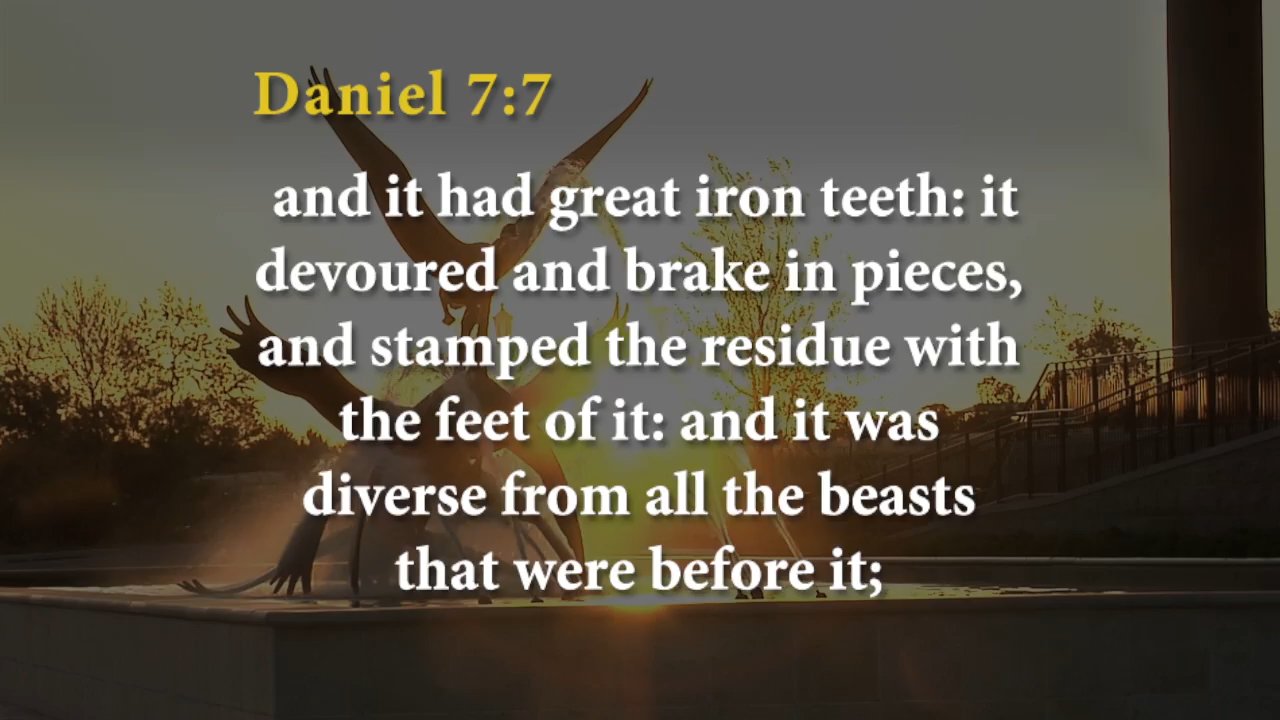 Daniel 7:7
and it had great iron teeth: it
devoured and brake in pieces,
and stamped the residue with
the feet of it: and it was
diverse from all the beasts
that were before it;